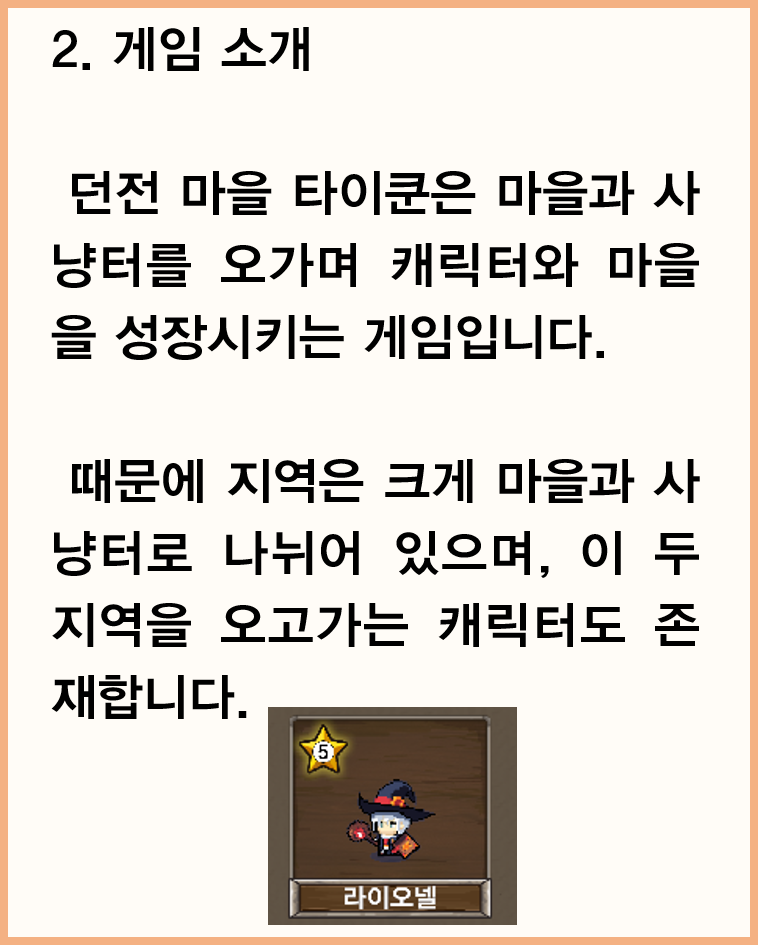 2. 게임 소개
던전 마을 타이쿤은 마을과 사
냥터를 오가며 캐릭터와 마을
을 성장시키는 게임입니다.
때문에 지역은 크게 마을과 사
냥터로 나뉘어 있으며, 이 두
지역을 오고가는 캐릭터도 존
재합니다.
5
라이오넬